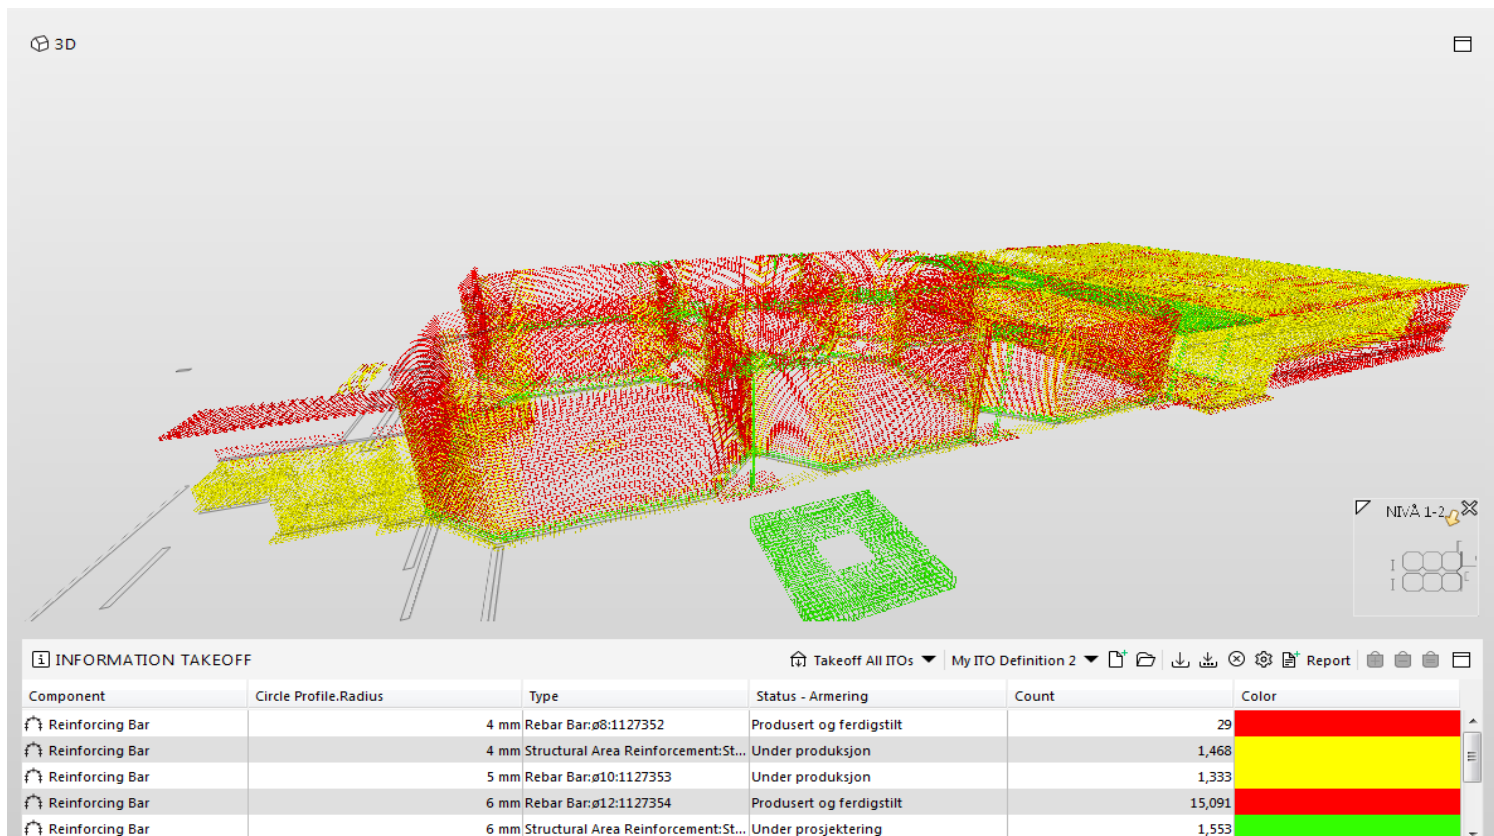 3D
NIVÅ 1-2
INFORMATION TAKEOFF
Takeoff All ITOs
My ITO Definition 2
Report
Component Circle Profile.Radius Type Status - Armering Count Color
Reinforcing Bar 4 mm Rebar Bar:ø8:1127352 Produsert og ferdigstilt 29
Reinforcing Bar 4 mm Structural Area Reinforcement:St... Under produksjon 1,468
Reinforcing Bar 5 mm Rebar Bar:ø10:1127353 Under produksjon 1,333
Reinforcing Bar 6 mm Rebar Bar:ø12:1127354 Produsert og ferdigstilt 15,091
Reinforcing Bar 6 mm Structural Area Reinforcement:St... Under prosjektering 1,553